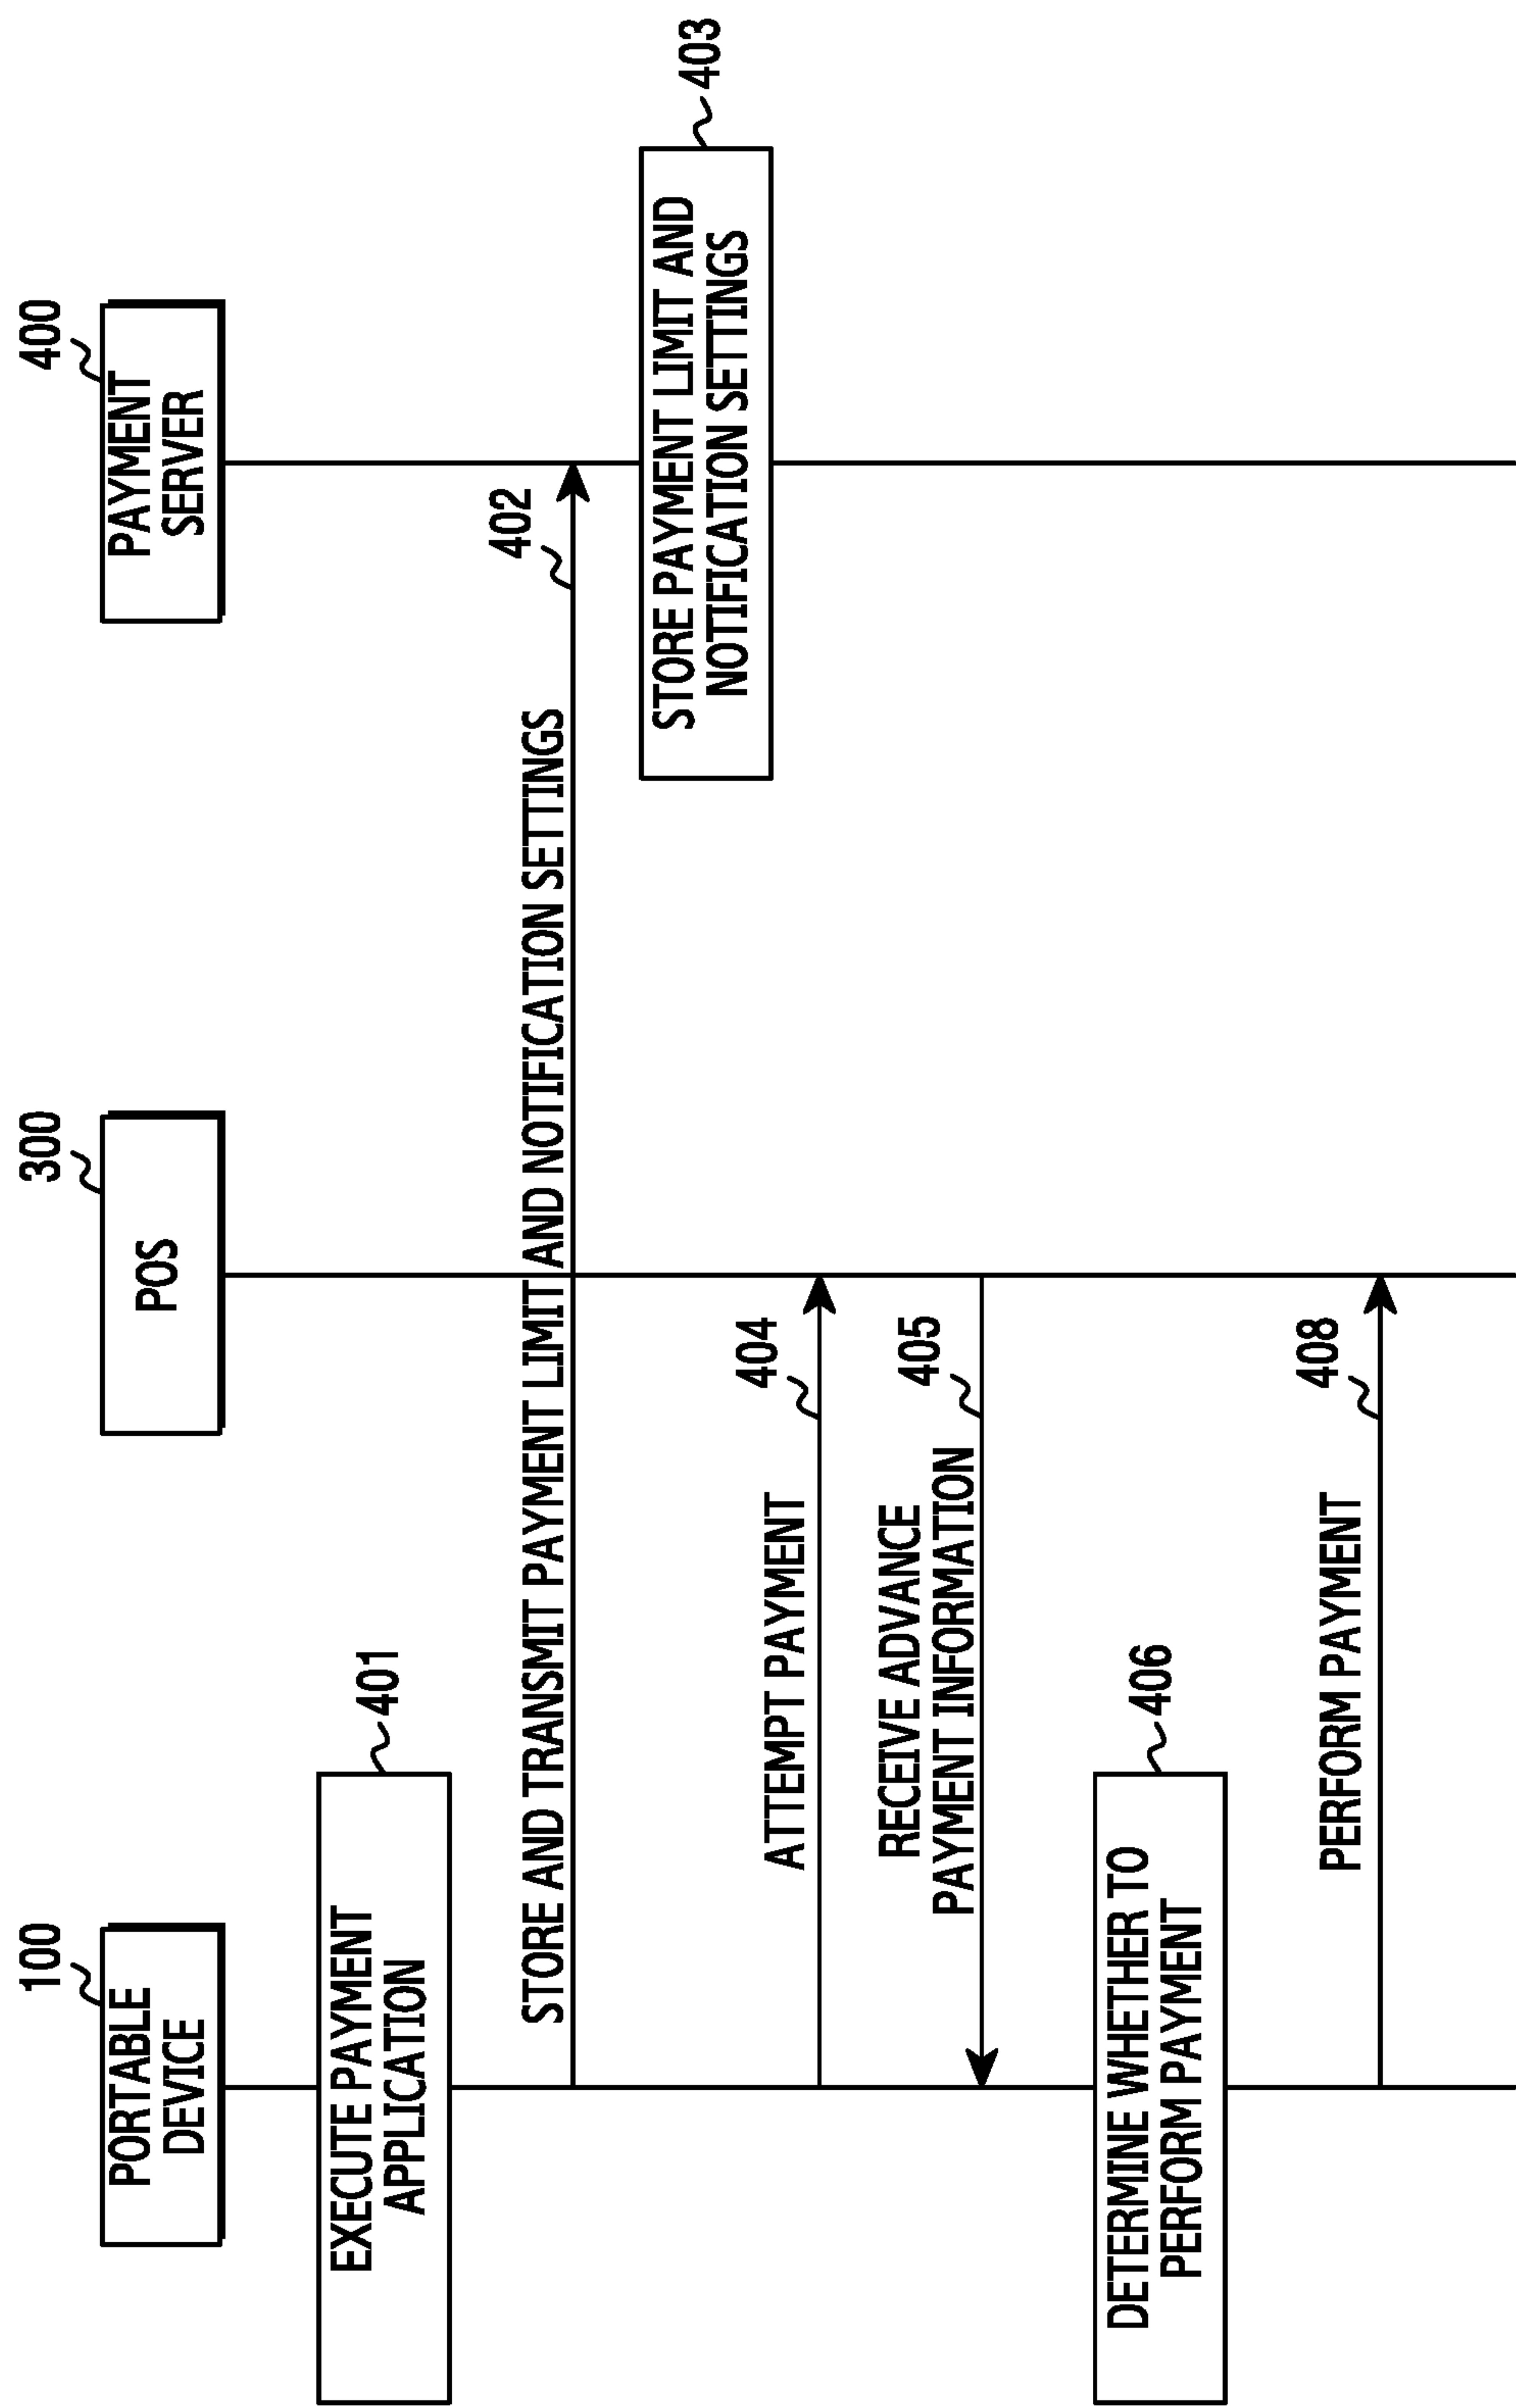 100
PORTABLE
DEVICE
300
POS
400
PAYMENT
SERVER
EXECUTE PAYMENT
APPLICATION
401
STORE AND TRANSMIT PAYMENT LIMIT AND NOTIFICATION SETTINGS
402
STORE PAYMENT LIMIT AND
NOTIFICATION SETTINGS
403
ATTEMPT PAYMENT
404
RECEIVE ADVANCE
PAYMENT INFORMATION
405
DETERMINE WHETHER TO
PERFORM PAYMENT
406
PERFORM PAYMENT
408